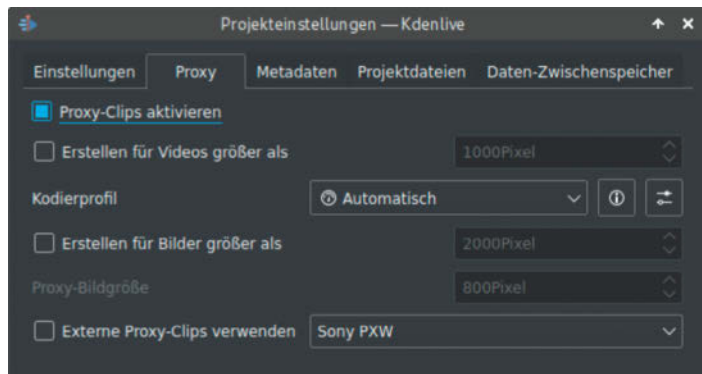 Projekteinstellungen — Kdenlive
Einstellungen Proxy Metadaten Projektdateien Daten-Zwischenspeicher
Proxy-Clips aktivieren
Erstellen für Videos größer als 1000Pixel
Kodierprofil Automatisch
Erstellen für Bilder größer als 2000Pixel
Proxy-Bildgröße 800Pixel
Externe Proxy-Clips verwenden Sony PXW